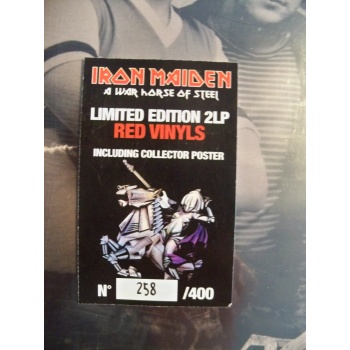 IRON MAIDEN
A WAR HORSE OF STEEL
LIMITED EDITION 2LP
RED VINYLS
INCLUDING COLLECTOR POSTER
N° 258 /400